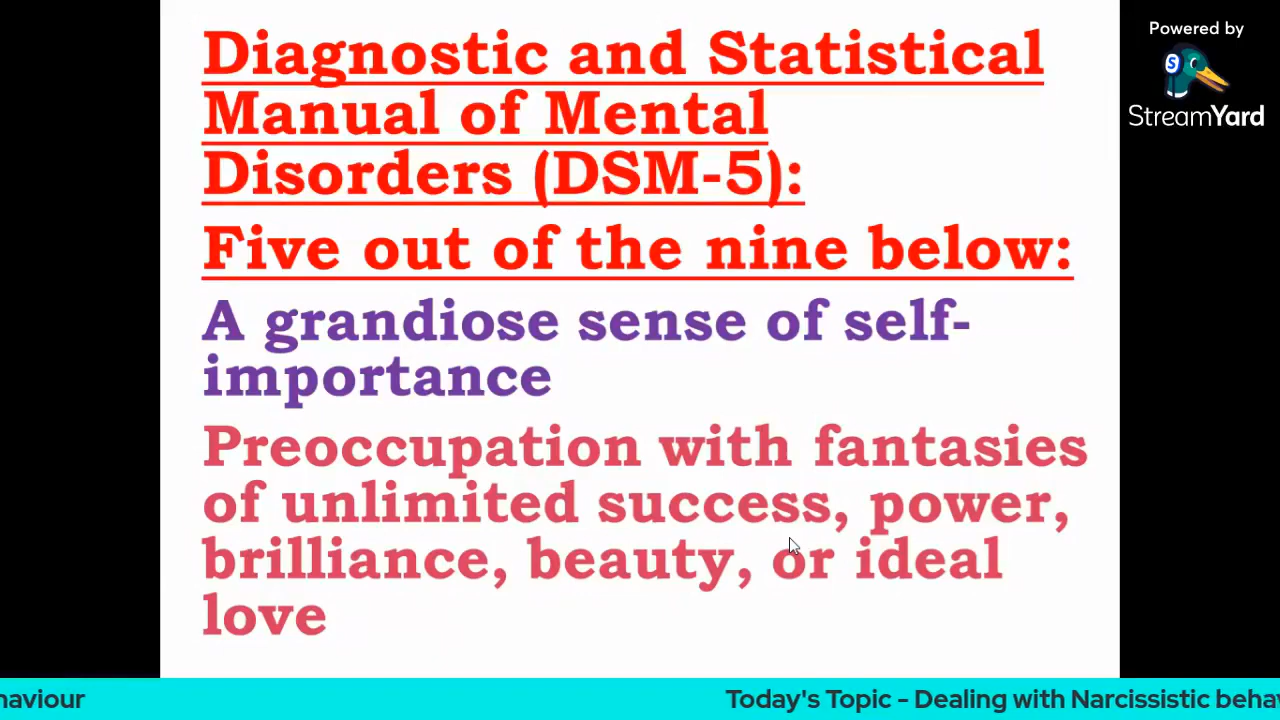 Diagnostic and Statistical
Manual of Mental
Disorders (DSM-5):
Five out of the nine below:
A grandiose sense of self-
importance
Preoccupation with fantasies
of unlimited success, power,
brilliance, beauty, or ideal
love
Powered by
S
StreamYard
haviour
Today's Topic - Dealing with Narcissistic behav